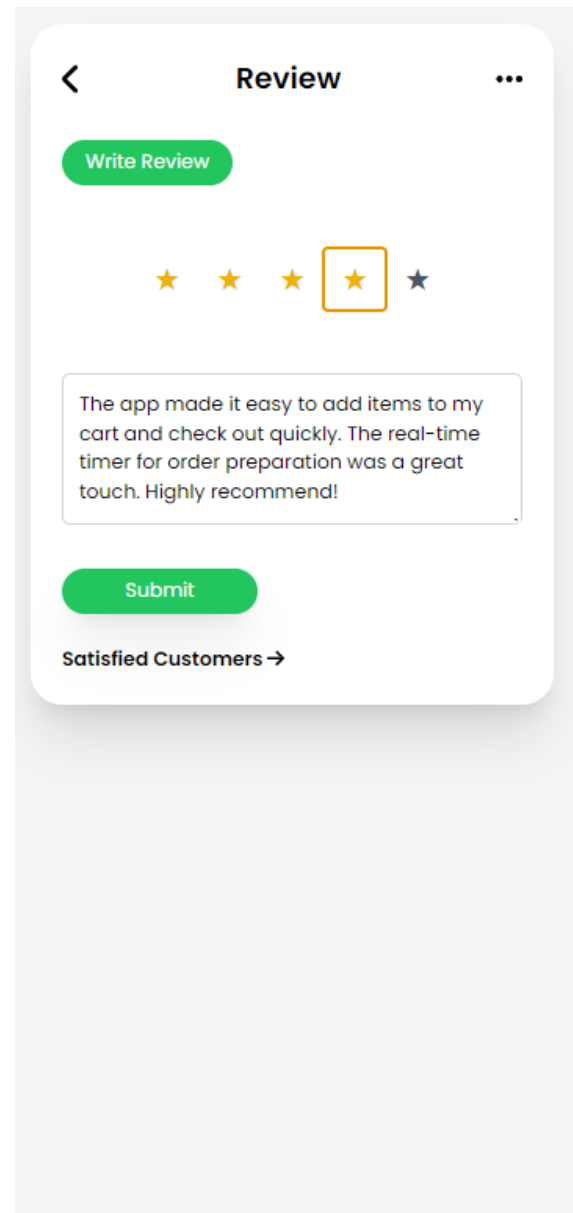 Review
Write Review
The app made it easy to add items to my
cart and check out quickly. The real-time
timer for order preparation was a great
touch. Highly recommend!
Submit
Satisfied Customers →